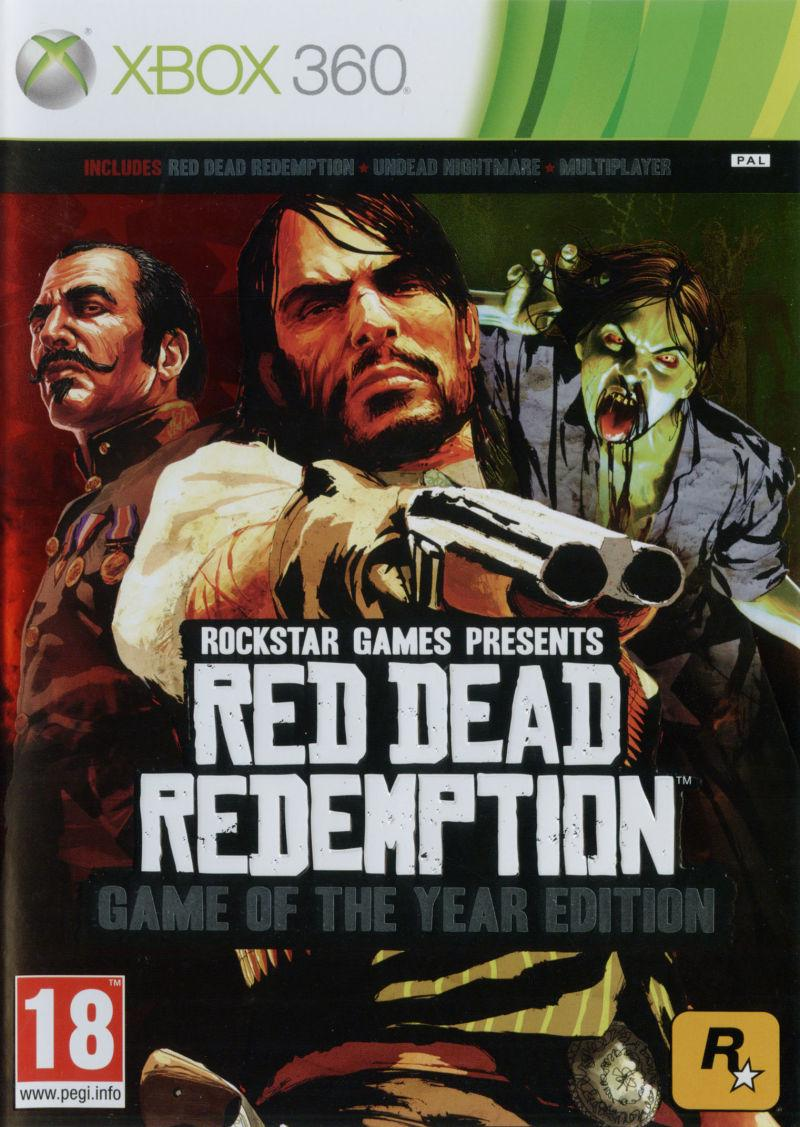 XBOX 360®
INCLUDES RED DEAD REDEMPTION ★ UNDEAD NIGHTMARE ★ MULTIPLAYER
PAL
ROCKSTAR GAMES PRESENTS
RED DEAD
REDEMPTION™
GAME OF THE YEAR EDITION
18™
www.pegi.info
R★